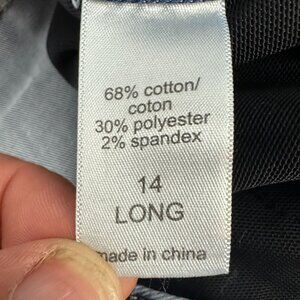 68% cotton/
coton
30% polyester
2% spandex
14
LONG
made in china